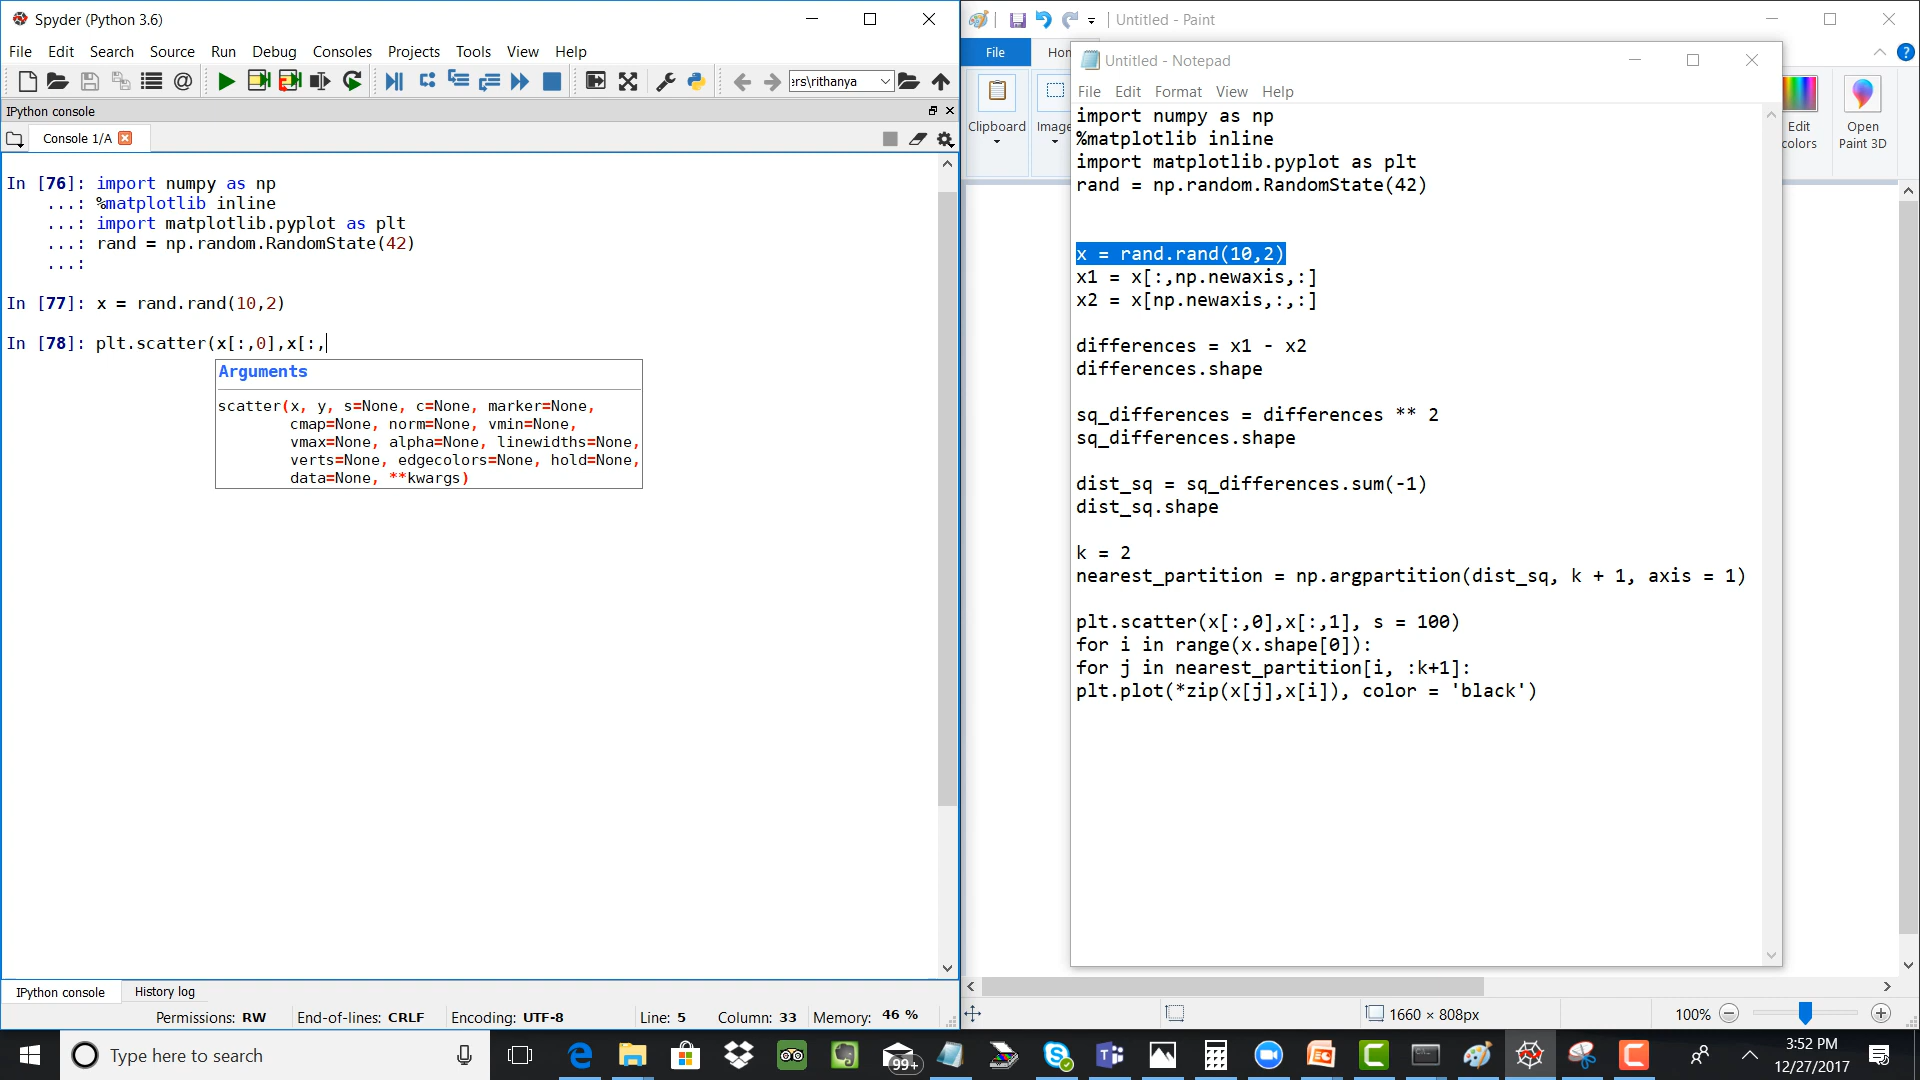 Spyder (Python 3.6)
File Edit Search Source Run Debug Consoles Projects Tools View Help
ers\rithanya
IPython console
Console 1/A
In [76]: import numpy as np
...: %matplotlib inline
...: import matplotlib.pyplot as plt
...: rand = np.random.RandomState(42)
...:
In [77]: x = rand.rand(10,2)
In [78]: plt.scatter(x[:,0],x[:,
Arguments
scatter(x, y, s=None, c=None, marker=None,
cmap=None, norm=None, vmin=None,
vmax=None, alpha=None, linewidths=None,
verts=None, edgecolors=None, hold=None,
data=None, **kwargs)
IPython console History log
Permissions: RW End-of-lines: CRLF Encoding: UTF-8 Line: 5 Column: 33 Memory: 46 %
Untitled - Paint
File Hom
Clipboard
Image
Edit
colors
Open
Paint 3D
Untitled - Notepad
File Edit Format View Help
import numpy as np
%matplotlib inline
import matplotlib.pyplot as plt
rand = np.random.RandomState(42)
x = rand.rand(10,2)
x1 = x[:,np.newaxis,:]
x2 = x[np.newaxis,:,:]
differences = x1 - x2
differences.shape
sq_differences = differences ** 2
sq_differences.shape
dist_sq = sq_differences.sum(-1)
dist_sq.shape
k = 2
nearest_partition = np.argpartition(dist_sq, k + 1, axis = 1)
plt.scatter(x[:,0],x[:,1], s = 100)
for i in range(x.shape[0]):
for j in nearest_partition[i, :k+1]:
plt.plot(*zip(x[j],x[i]), color = 'black')
1660 × 808px
100%
Type here to search
99+
3:52 PM
12/27/2017